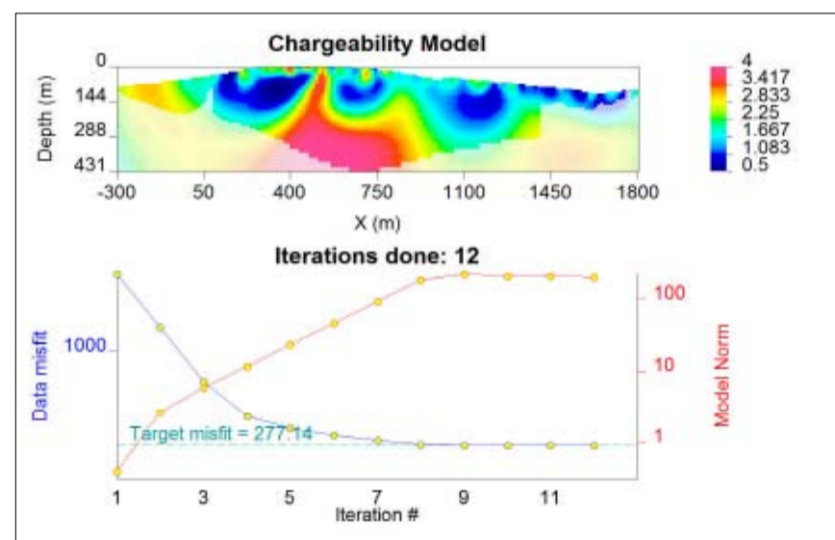 Chargeability Model
Depth (m)
0
144
288
431
-300 50 400 750 1100 1450 1800
X (m)
4
3.417
2.833
2.25
1.667
1.083
0.5
Iterations done: 12
Data misfit
1000
Target misfit = 277.14
100
10
1
Model Norm
1 3 5 7 9 11
Iteration #